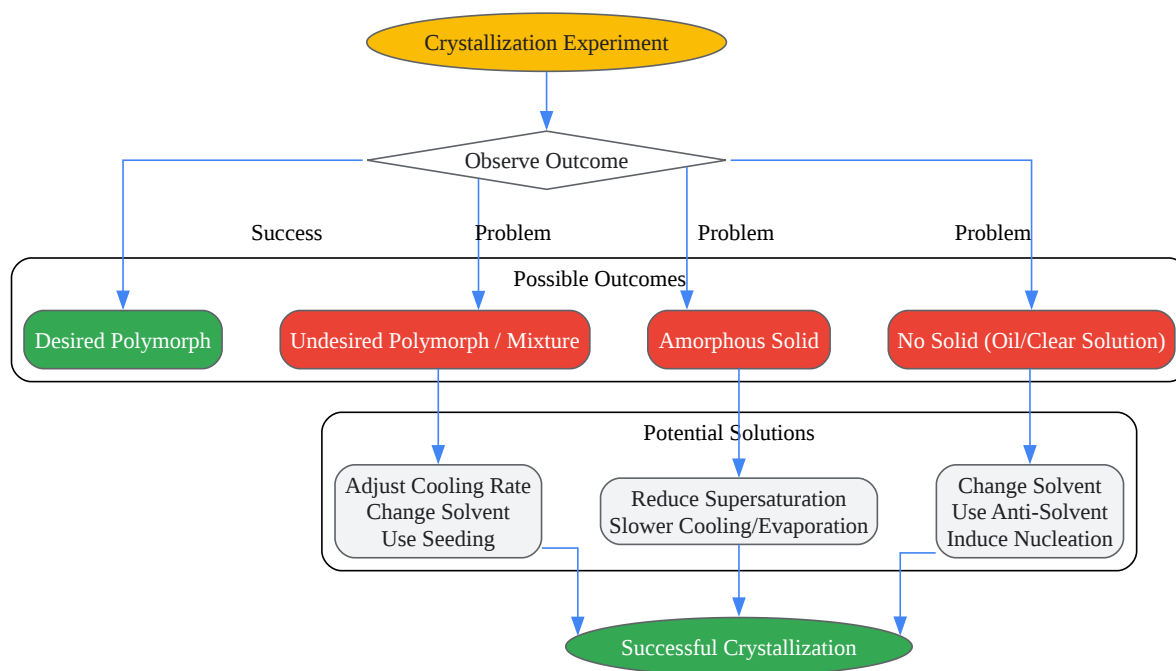 Crystallization Experiment
Observe Outcome
Success
Problem
Problem
Problem
Possible Outcomes
Desired Polymorph
Undesired Polymorph / Mixture
Amorphous Solid
No Solid (Oil/Clear Solution)
Potential Solutions
Adjust Cooling Rate
Change Solvent
Use Seeding
Reduce Supersaturation
Slower Cooling/Evaporation
Change Solvent
Use Anti-Solvent
Induce Nucleation
Successful Crystallization